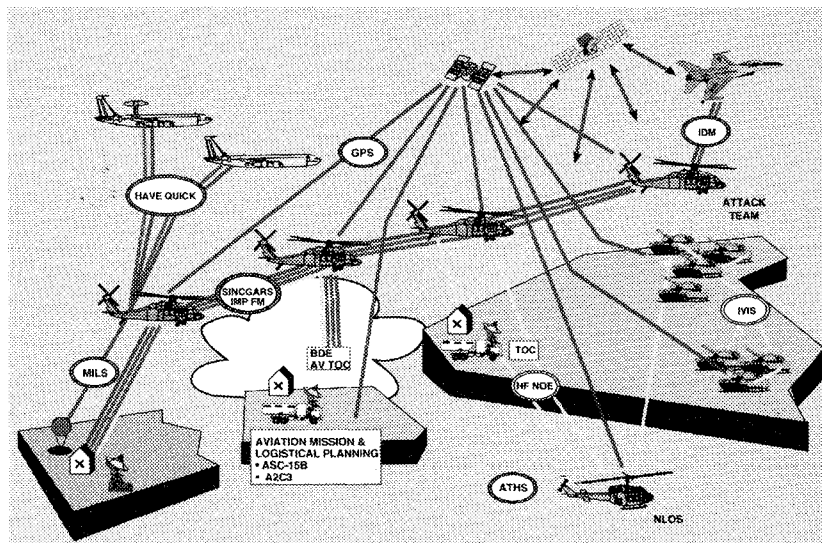 IDM
GPS
HAVE QUICK
ATTACK
TEAM
SINCGARS
IMP FM
IVIS
BDE
AV TOC
TOC
MILS
HF NOE
AVIATION MISSION &
LOGISTICAL PLANNING
• ASC-15B
• A2C3
ATHS
NLOS